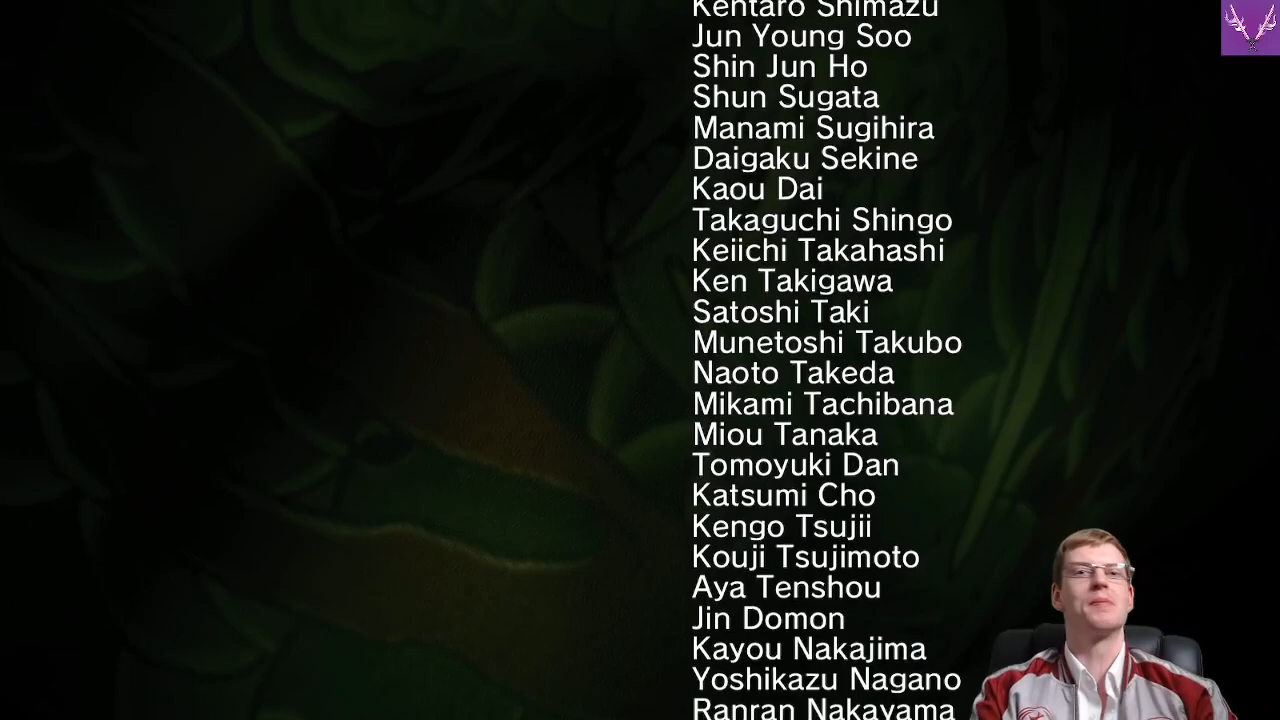 Kentaro Shimazu
Jun Young Soo
Shin Jun Ho
Shun Sugata
Manami Sugihira
Daigaku Sekine
Kaou Dai
Takaguchi Shingo
Keiichi Takahashi
Ken Takigawa
Satoshi Taki
Munetoshi Takubo
Naoto Takeda
Mikami Tachibana
Miou Tanaka
Tomoyuki Dan
Katsumi Cho
Kengo Tsujii
Kouji Tsujimoto
Aya Tenshou
Jin Domon
Kayou Nakajima
Yoshikazu Nagano
Ranran Nakayama